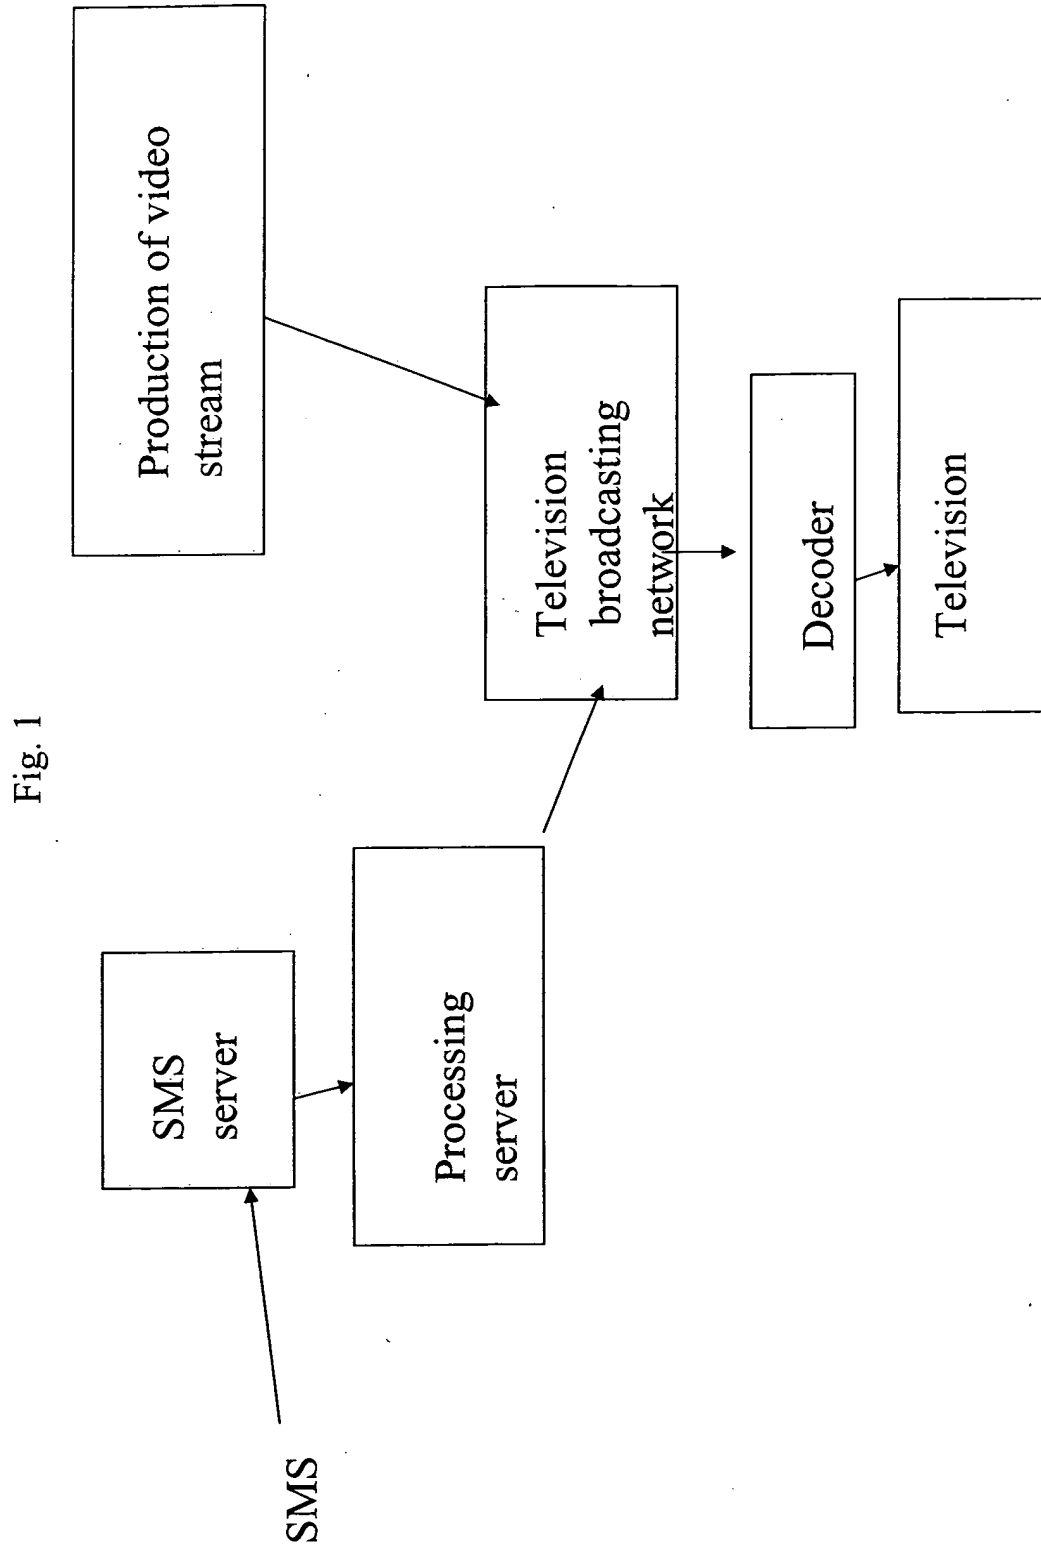 Fig. 1
SMS
SMS
server
Processing
server
Production of video
stream
Television
broadcasting
network
Decoder
Television